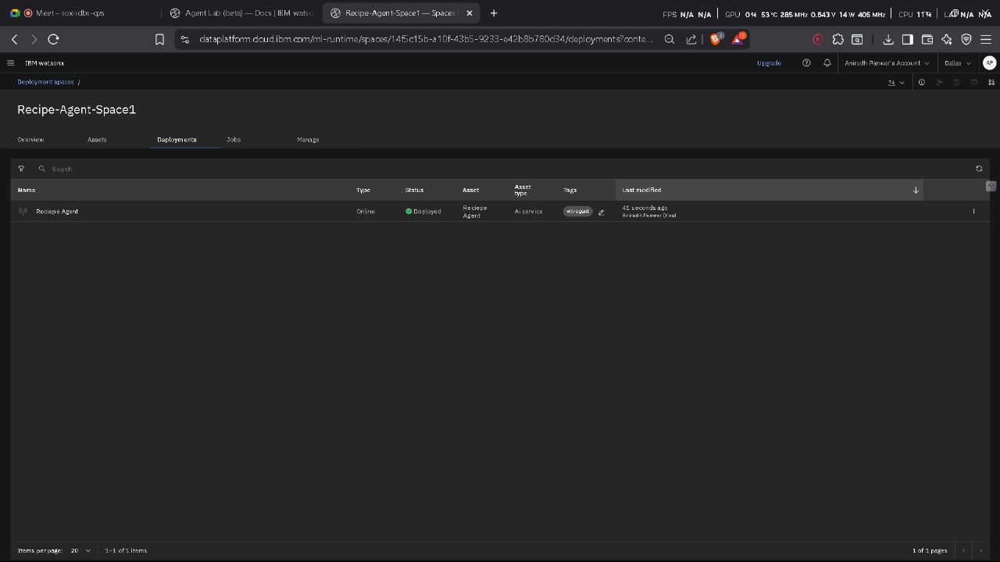 Meet – sox-idbs-qzs
Agent Lab (beta) — Docs | IBM watso
Recipe-Agent-Space1 — Spaces |
FPS N/A N/A
GPU 0% 53°C 285 MHz 0.643 V 14 W 405 MHz
CPU 11%
N/A
dataplatform.cloud.ibm.com/ml-runtime/spaces/14f5c15b-a10f-43b5-9233-e42b8b780d34/deployments?conte...
IBM watsonx
Upgrade
Anirudh Panwar's Account
Dallas
AP
Deployment spaces /
Recipe-Agent-Space1
Overview
Assets
Deployments
Jobs
Manage
Search
Name
Type
Status
Asset
Asset type
Tags
Last modified
Reciepe Agent
Online
Deployed
Reciepe Agent
AI service
wx-agent
41 seconds ago
Anirudh Panwar (You)
Items per page: 20
1–1 of 1 items
1 of 1 pages